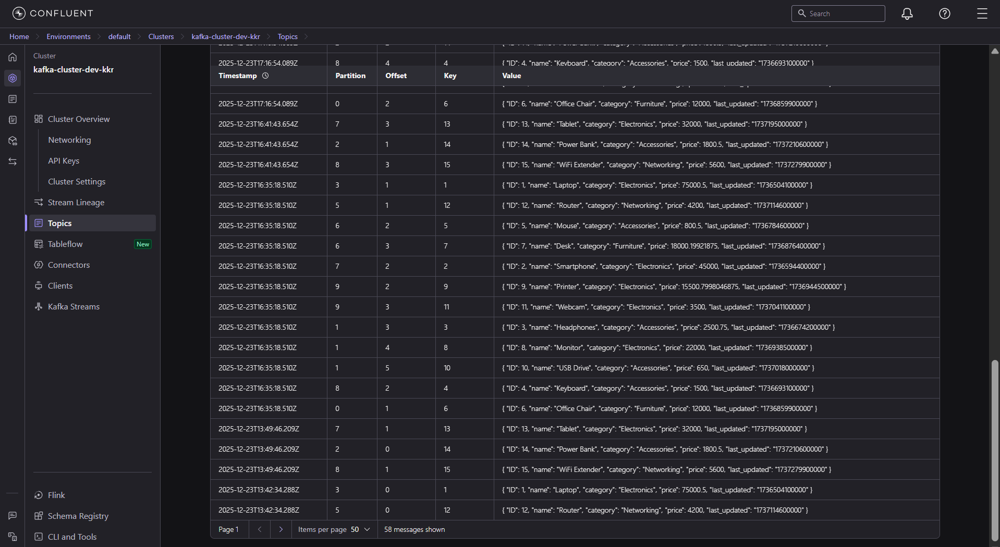 CONFLUENT
Search
Home
Environments
default
Clusters
kafka-cluster-dev-kkr
Topics
Cluster
kafka-cluster-dev-kkr
Cluster Overview
Networking
API Keys
Cluster Settings
Stream Lineage
Topics
Tableflow New
Connectors
Clients
Kafka Streams
Flink
Schema Registry
CLI and Tools
2025-12-23T17:16:54.089Z 8 4 4 { "ID": 4, "name": "Keyboard", "category": "Accessories", "price": 1500, "last_updated": "1736693100000" }
Timestamp Partition Offset Key Value
2025-12-23T17:16:54.089Z 0 2 6 { "ID": 6, "name": "Office Chair", "category": "Furniture", "price": 12000, "last_updated": "1736859900000" }
2025-12-23T16:41:43.654Z 7 3 13 { "ID": 13, "name": "Tablet", "category": "Electronics", "price": 32000, "last_updated": "1737195000000" }
2025-12-23T16:41:43.654Z 2 1 14 { "ID": 14, "name": "Power Bank", "category": "Accessories", "price": 1800.5, "last_updated": "1737210600000" }
2025-12-23T16:41:43.654Z 8 3 15 { "ID": 15, "name": "WiFi Extender", "category": "Networking", "price": 5600, "last_updated": "1737279900000" }
2025-12-23T16:35:18.510Z 3 1 1 { "ID": 1, "name": "Laptop", "category": "Electronics", "price": 75000.5, "last_updated": "1736504100000" }
2025-12-23T16:35:18.510Z 5 1 12 { "ID": 12, "name": "Router", "category": "Networking", "price": 4200, "last_updated": "1737114600000" }
2025-12-23T16:35:18.510Z 6 2 5 { "ID": 5, "name": "Mouse", "category": "Accessories", "price": 800.5, "last_updated": "1736784600000" }
2025-12-23T16:35:18.510Z 6 3 7 { "ID": 7, "name": "Desk", "category": "Furniture", "price": 18000.19921875, "last_updated": "1736876400000" }
2025-12-23T16:35:18.510Z 7 2 2 { "ID": 2, "name": "Smartphone", "category": "Electronics", "price": 45000, "last_updated": "1736594400000" }
2025-12-23T16:35:18.510Z 9 2 9 { "ID": 9, "name": "Printer", "category": "Electronics", "price": 15500.7998046875, "last_updated": "1736944500000" }
2025-12-23T16:35:18.510Z 9 3 11 { "ID": 11, "name": "Webcam", "category": "Electronics", "price": 3500, "last_updated": "1737041100000" }
2025-12-23T16:35:18.510Z 1 3 3 { "ID": 3, "name": "Headphones", "category": "Accessories", "price": 2500.75, "last_updated": "1736674200000" }
2025-12-23T16:35:18.510Z 1 4 8 { "ID": 8, "name": "Monitor", "category": "Electronics", "price": 22000, "last_updated": "1736938500000" }
2025-12-23T16:35:18.510Z 1 5 10 { "ID": 10, "name": "USB Drive", "category": "Accessories", "price": 650, "last_updated": "1737018000000" }
2025-12-23T16:35:18.510Z 8 2 4 { "ID": 4, "name": "Keyboard", "category": "Accessories", "price": 1500, "last_updated": "1736693100000" }
2025-12-23T16:35:18.510Z 0 1 6 { "ID": 6, "name": "Office Chair", "category": "Furniture", "price": 12000, "last_updated": "1736859900000" }
2025-12-23T13:49:46.209Z 7 1 13 { "ID": 13, "name": "Tablet", "category": "Electronics", "price": 32000, "last_updated": "1737195000000" }
2025-12-23T13:49:46.209Z 2 0 14 { "ID": 14, "name": "Power Bank", "category": "Accessories", "price": 1800.5, "last_updated": "1737210600000" }
2025-12-23T13:49:46.209Z 8 1 15 { "ID": 15, "name": "WiFi Extender", "category": "Networking", "price": 5600, "last_updated": "1737279900000" }
2025-12-23T13:42:34.288Z 3 0 1 { "ID": 1, "name": "Laptop", "category": "Electronics", "price": 75000.5, "last_updated": "1736504100000" }
2025-12-23T13:42:34.288Z 5 0 12 { "ID": 12, "name": "Router", "category": "Networking", "price": 4200, "last_updated": "1737114600000" }
Page 1 Items per page 50 58 messages shown